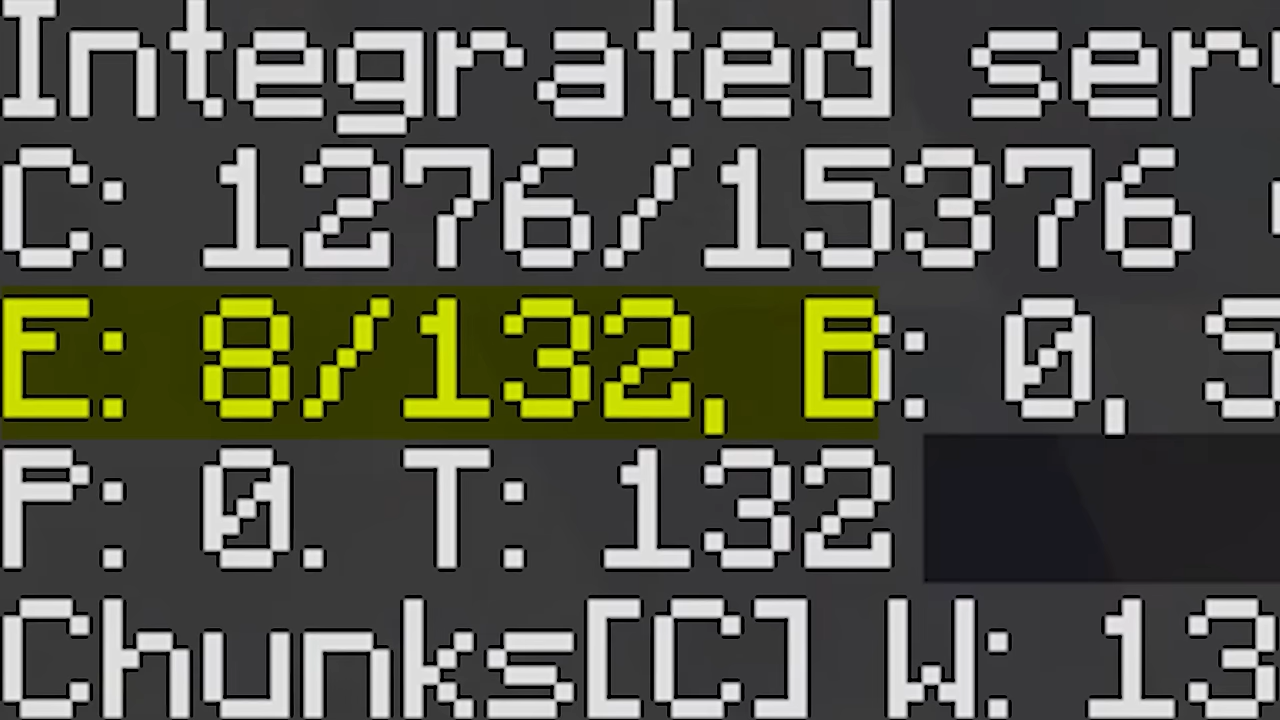 Integrated ser
C: 1276/15376
E: 8/132, B: 0, S
P: 0. T: 132
Chunks[C] W: 13